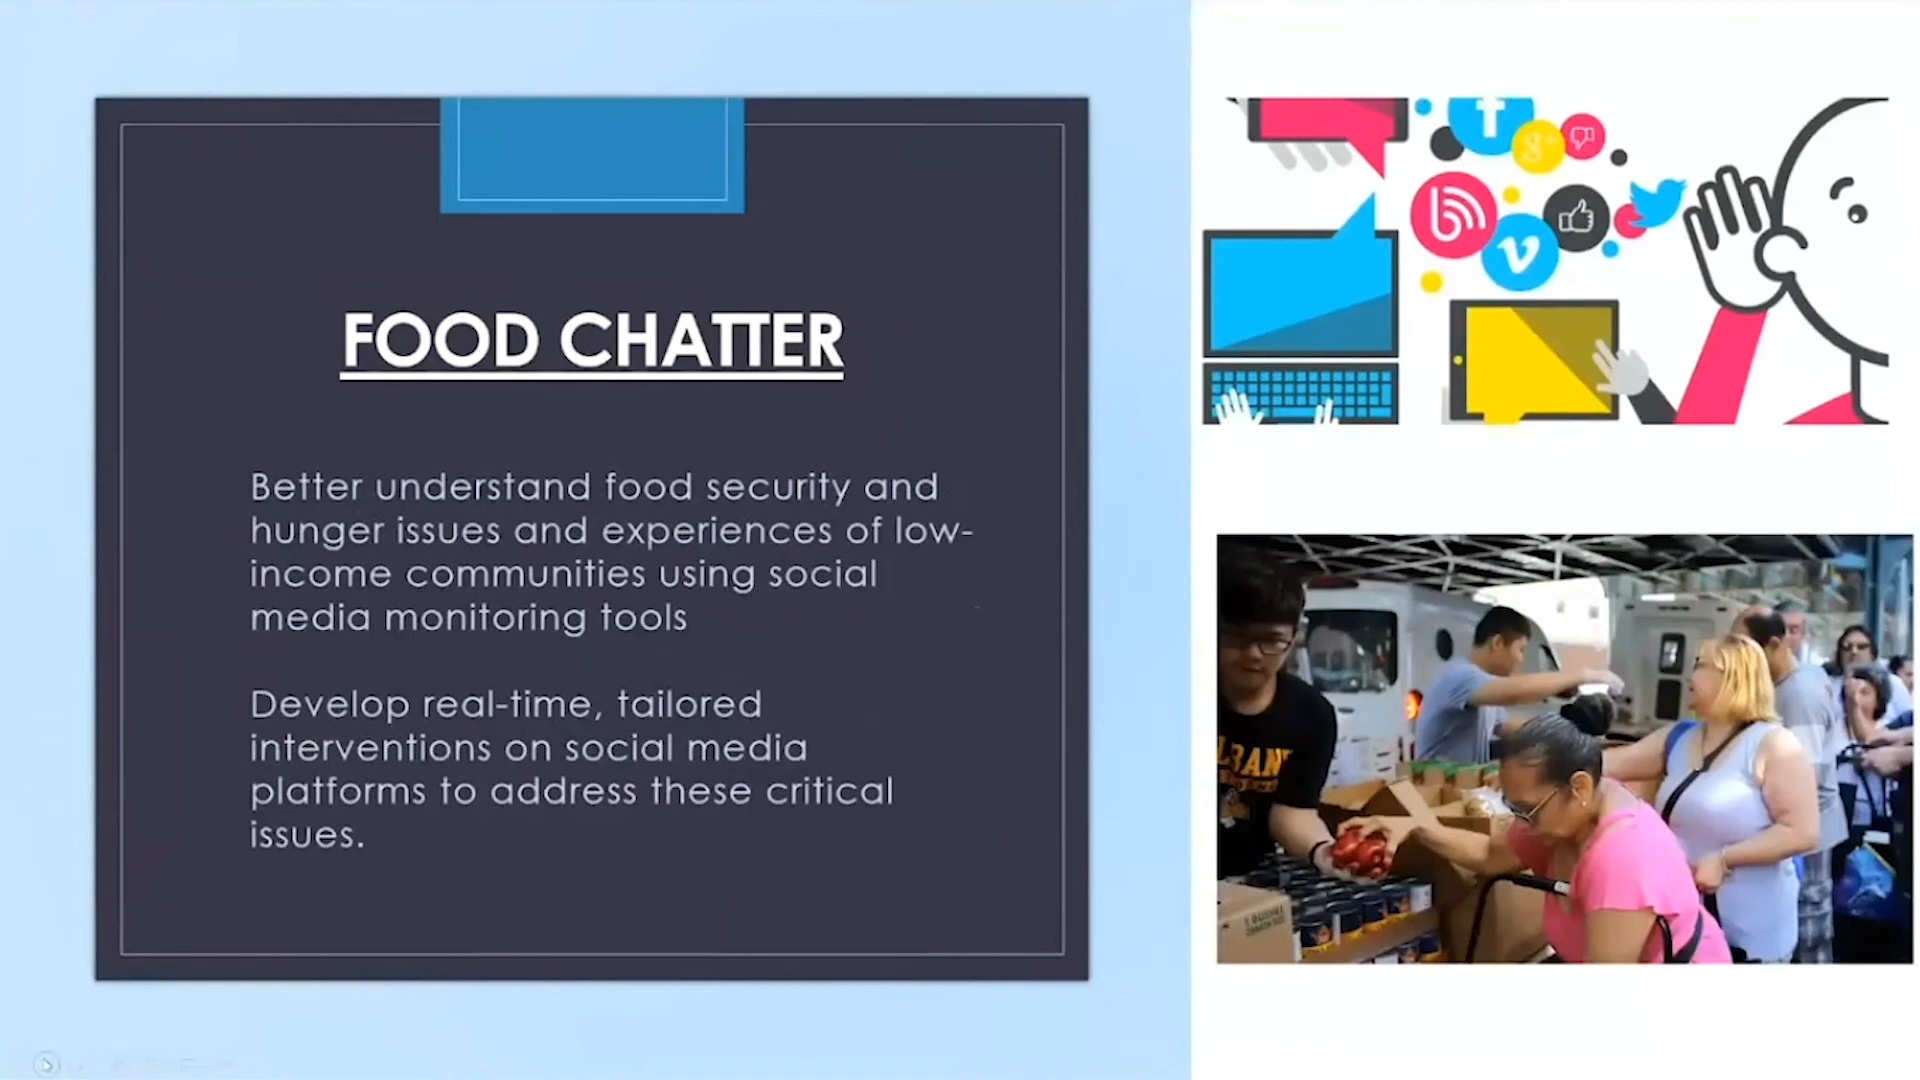 FOOD CHATTER
Better understand food security and
hunger issues and experiences of low-
income communities using social
media monitoring tools
Develop real-time, tailored
interventions on social media
platforms to address these critical
issues.